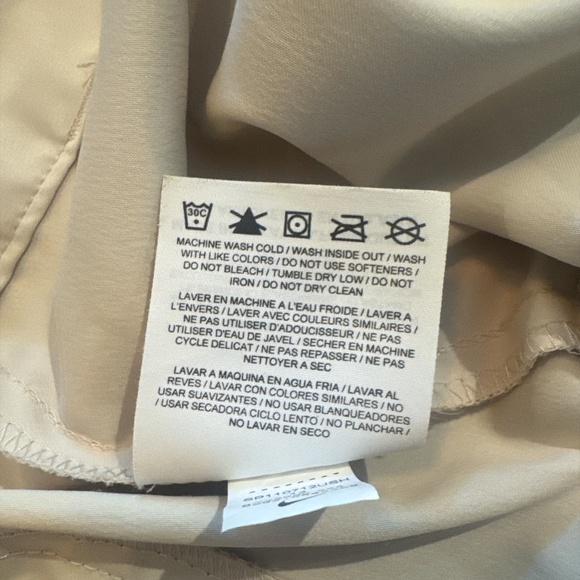 30C
MACHINE WASH COLD / WASH INSIDE OUT / WASH
WITH LIKE COLORS / DO NOT USE SOFTENERS /
DO NOT BLEACH / TUMBLE DRY LOW / DO NOT
IRON / DO NOT DRY CLEAN
LAVER EN MACHINE A L'EAU FROIDE / LAVER A
L'ENVERS / LAVER AVEC COULEURS SIMILAIRES /
NE PAS UTILISER D'ADOUCISSEUR / NE PAS
UTILISER D'EAU DE JAVEL / SECHER EN MACHINE
CYCLE DELICAT / NE PAS REPASSER / NE PAS
NETTOYER A SEC
LAVAR A MAQUINA EN AGUA FRIA / LAVAR AL
REVES / LAVAR CON COLORES SIMILARES / NO
USAR SUAVIZANTES / NO USAR BLANQUEADORES
/ USAR SECADORA CICLO LENTO / NO PLANCHAR /
NO LAVAR EN SECO